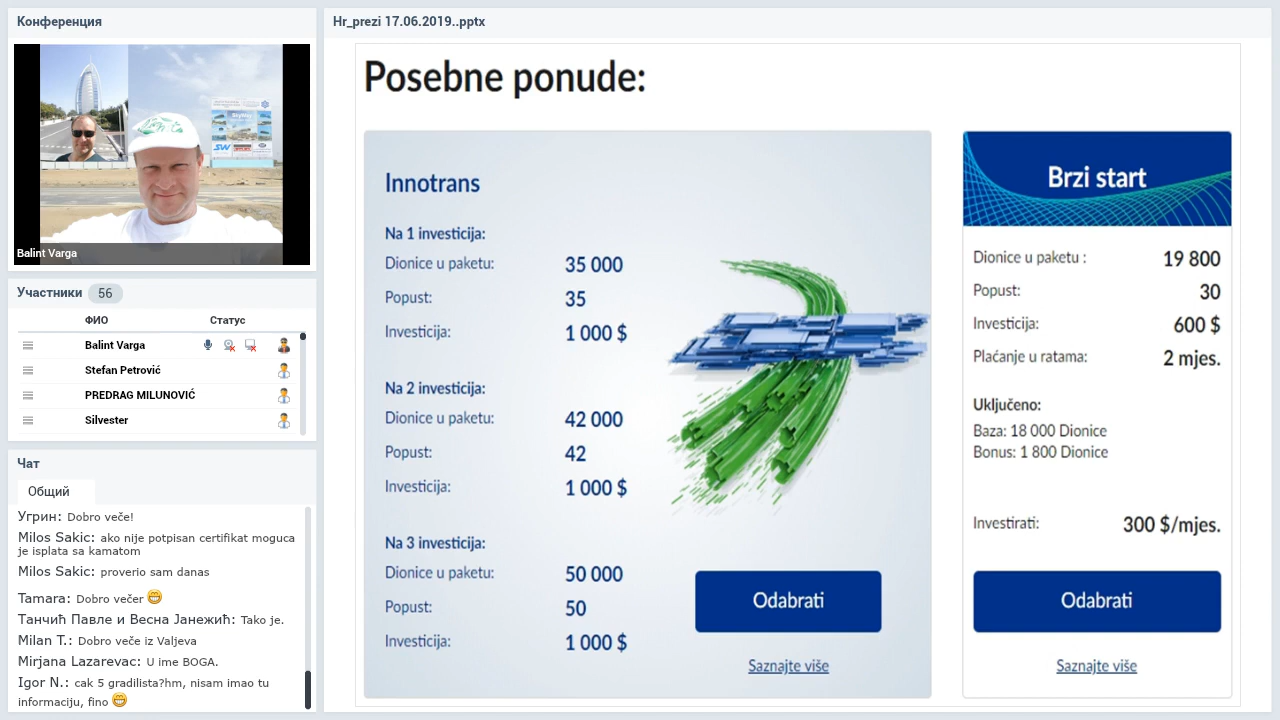 Конференция
Balint Varga
Участники 56
ФИО Статус
Balint Varga
Stefan Petrović
PREDRAG MILUNOVIĆ
Silvester
Чат
Общий
Угрин: Dobro veče!
Milos Sakic: ako nije potpisan certifikat moguca
je isplata sa kamatom
Milos Sakic: proverio sam danas
Tamara: Dobro večer
Танчић Павле и Весна Јанежић: Tako je.
Milan T.: Dobro veče iz Valjeva
Mirjana Lazarevac: U ime BOGA.
Igor N.: cak 5 gradilista?hm, nisam imao tu
informaciju, fino
Hr_prezi 17.06.2019..pptx
Posebne ponude:
Innotrans
Na 1 investicija:
Dionice u paketu: 35 000
Popust: 35
Investicija: 1 000 $
Na 2 investicija:
Dionice u paketu: 42 000
Popust: 42
Investicija: 1 000 $
Na 3 investicija:
Dionice u paketu: 50 000
Popust: 50
Investicija: 1 000 $
Odabrati
Saznajte više
Brzi start
Dionice u paketu : 19 800
Popust: 30
Investicija: 600 $
Plaćanje u ratama: 2 mjes.
Uključeno:
Baza: 18 000 Dionice
Bonus: 1 800 Dionice
Investirati: 300 $/mjes.
Odabrati
Saznajte više